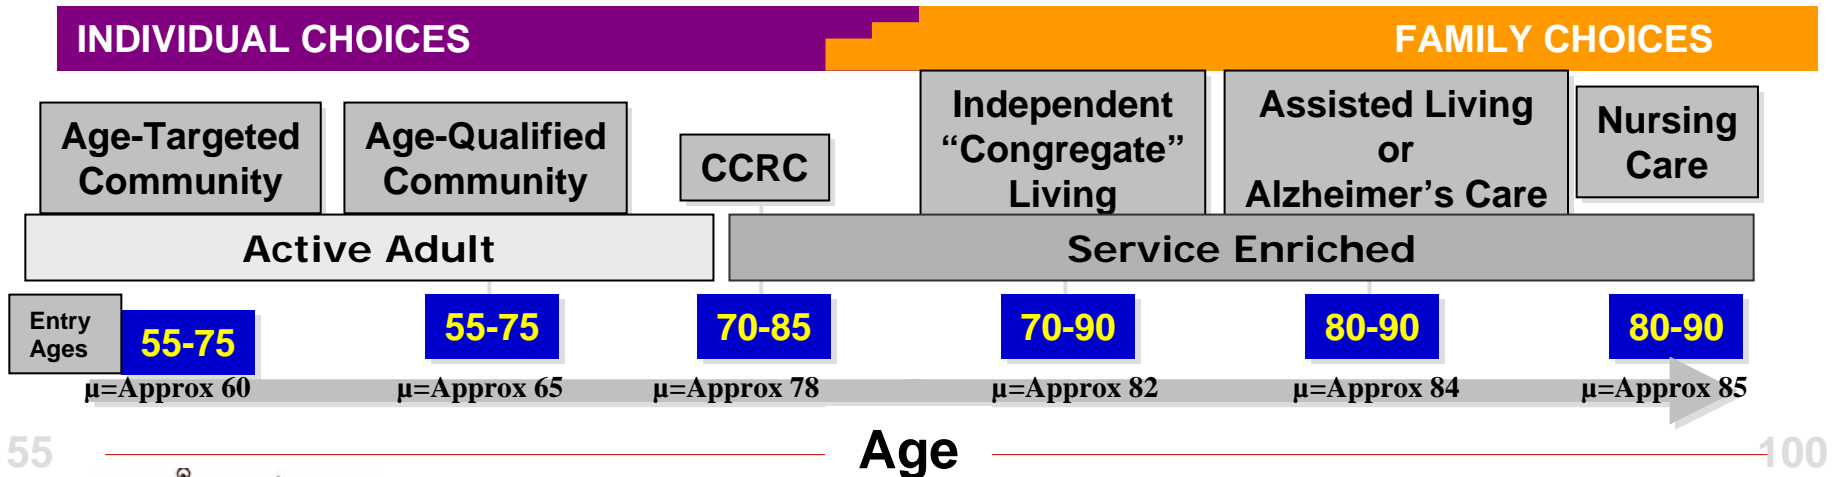 INDIVIDUAL CHOICES
FAMILY CHOICES
Age-Targeted
Community
Age-Qualified
Community
CCRC
Independent
“Congregate”
Living
Assisted Living
or
Alzheimer’s Care
Nursing
Care
Active Adult
Service Enriched
Entry
Ages
55-75
55-75
70-85
70-90
80-90
80-90
µ=Approx 60
µ=Approx 65
µ=Approx 78
µ=Approx 82
µ=Approx 84
µ=Approx 85
55
Age
100